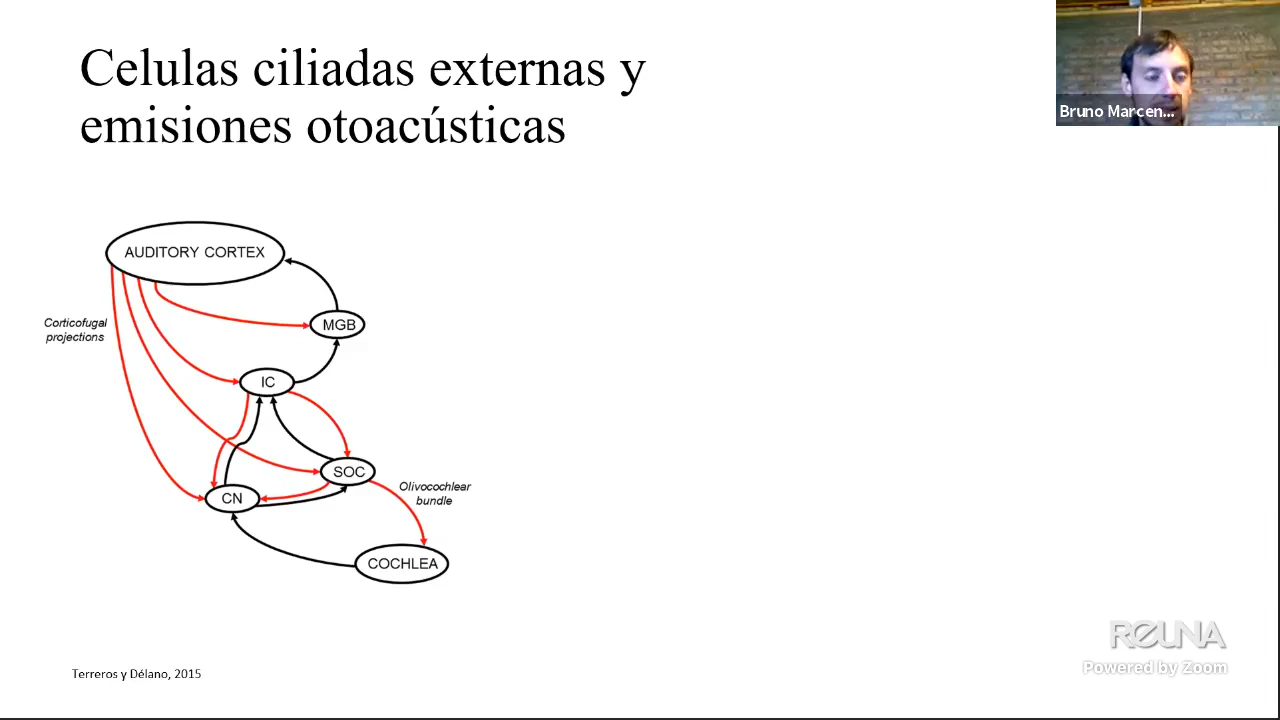 Celulas ciliadas externas y
emisiones otoacústicas
Bruno Marcen...
AUDITORY CORTEX
Corticofugal
projections
MGB
IC
SOC
CN
Olivocochlear
bundle
COCHLEA
Terreros y Délano, 2015
REUNA
Powered by Zoom